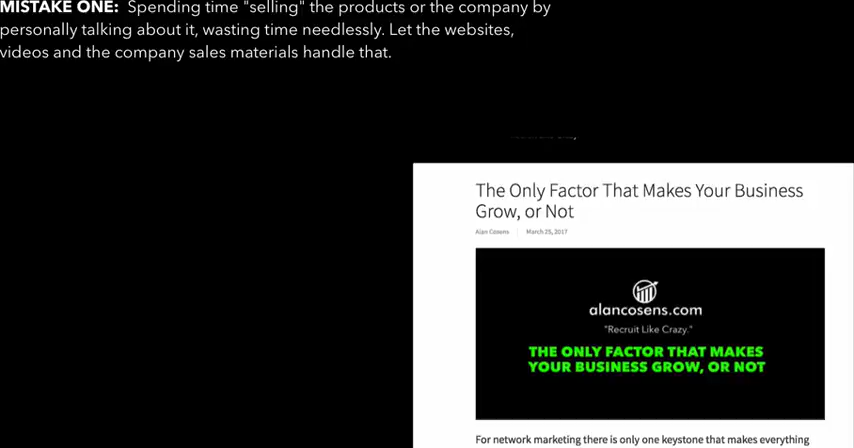 MISTAKE ONE: Spending time "selling" the products or the company by
personally talking about it, wasting time needlessly. Let the websites,
videos and the company sales materials handle that.
The Only Factor That Makes Your Business
Grow, or Not
Alan Cosens | March 25, 2017
alancosens.com
"Recruit Like Crazy."
THE ONLY FACTOR THAT MAKES
YOUR BUSINESS GROW, OR NOT
For network marketing there is only one keystone that makes everything